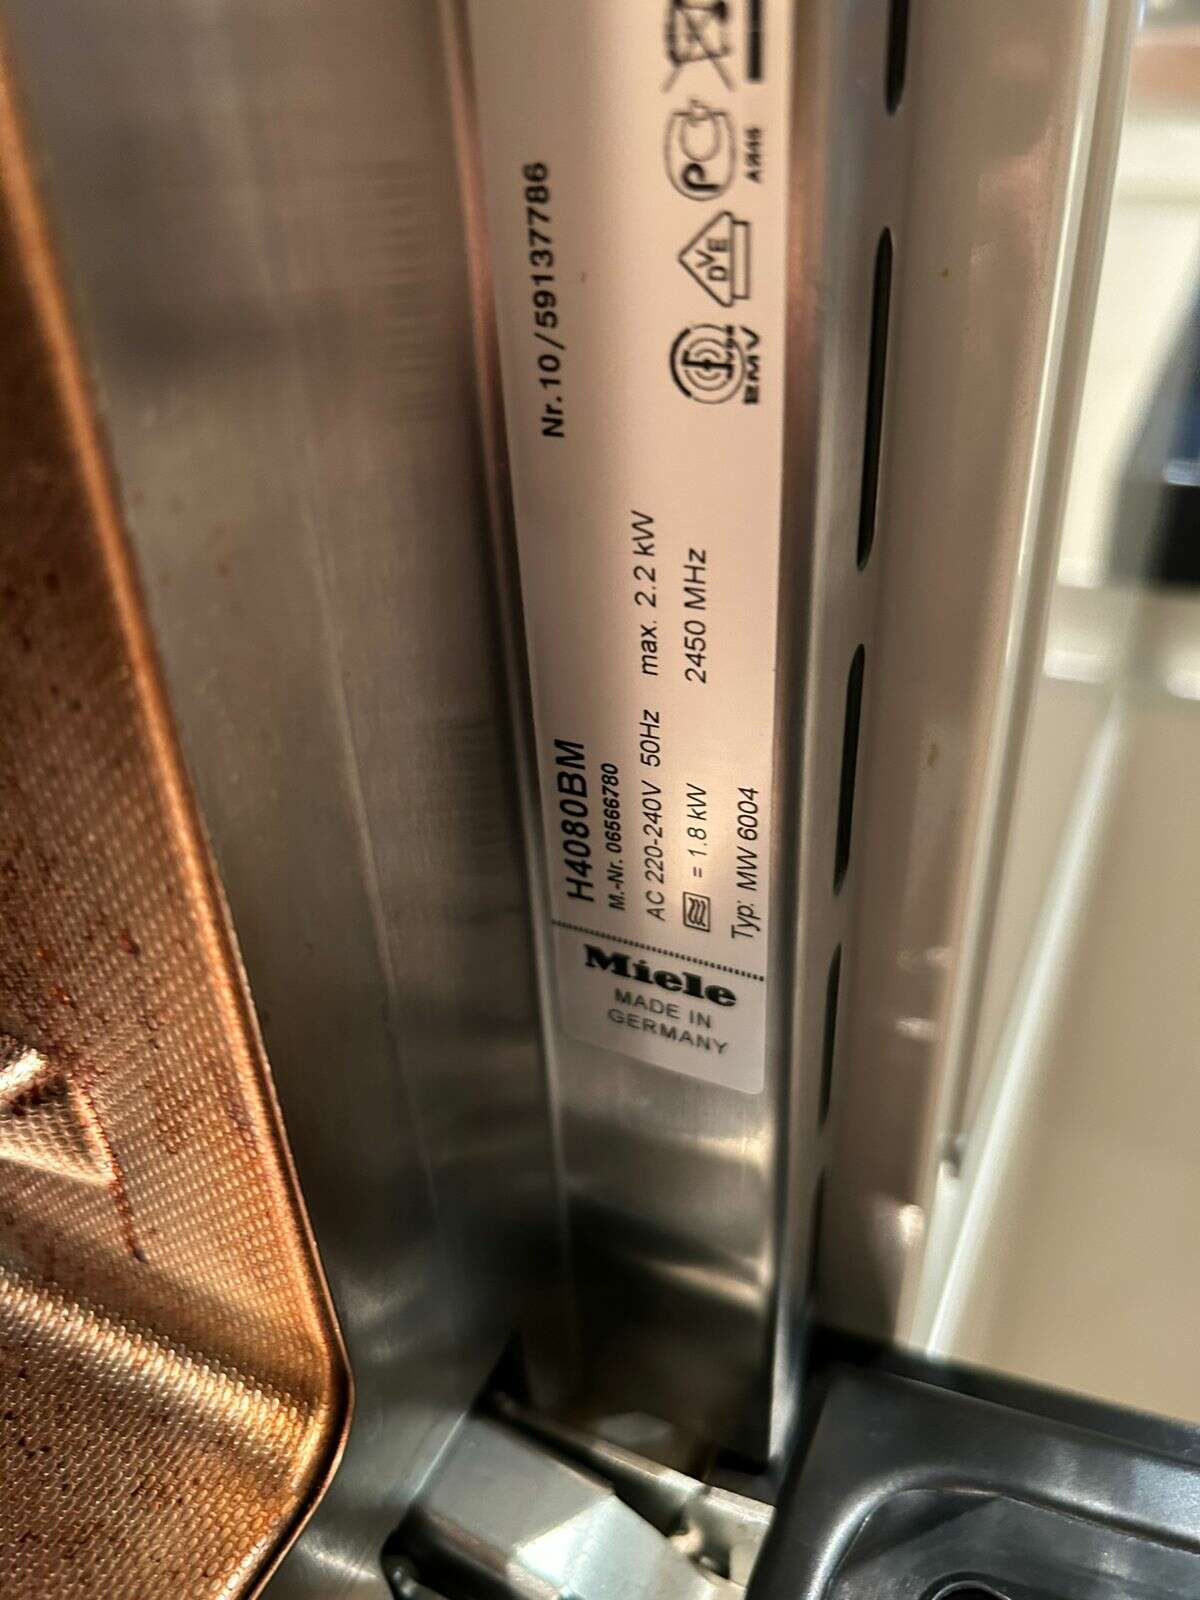 H4080BM
M.-Nr. 06566780
Nr. 10/59137786
AC 220-240V 50Hz max. 2.2 kW
= 1.8 kW 2450 MHz
Typ: MW 6004
Miele
MADE IN
GERMANY
EMV
DVE
PC